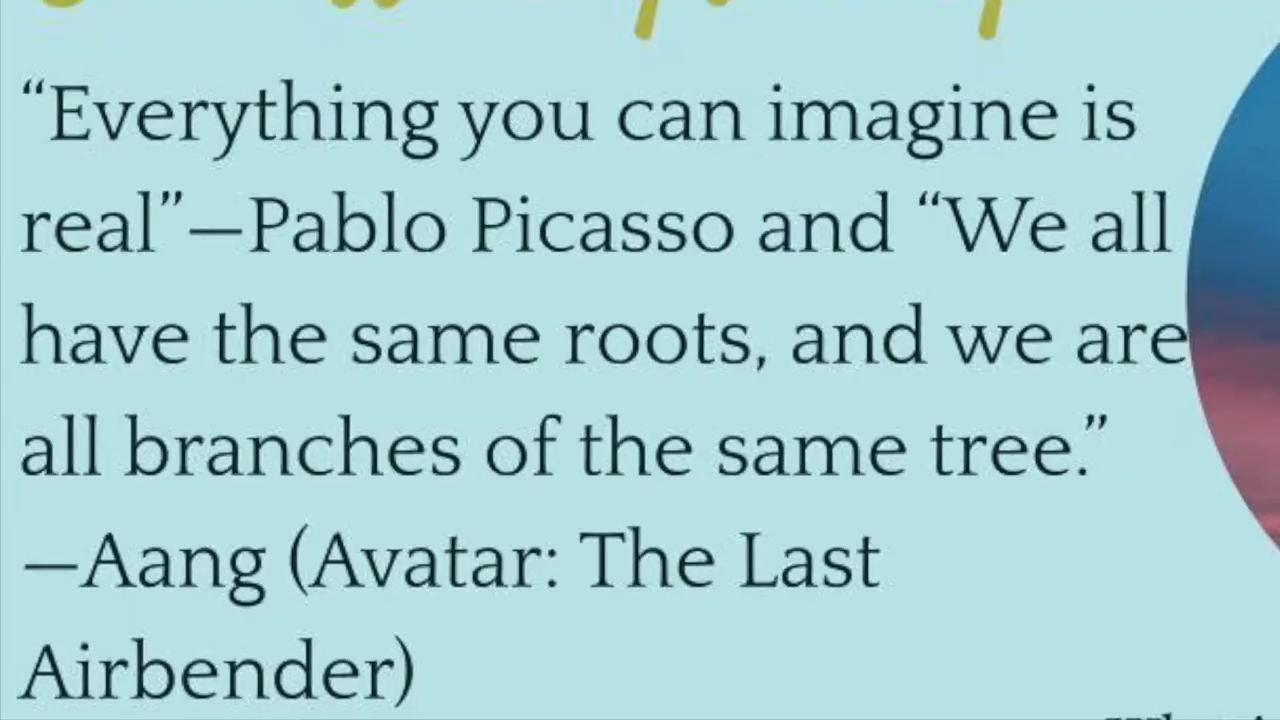 “Everything you can imagine is
real”—Pablo Picasso and “We all
have the same roots, and we are
all branches of the same tree.”
—Aang (Avatar: The Last
Airbender)